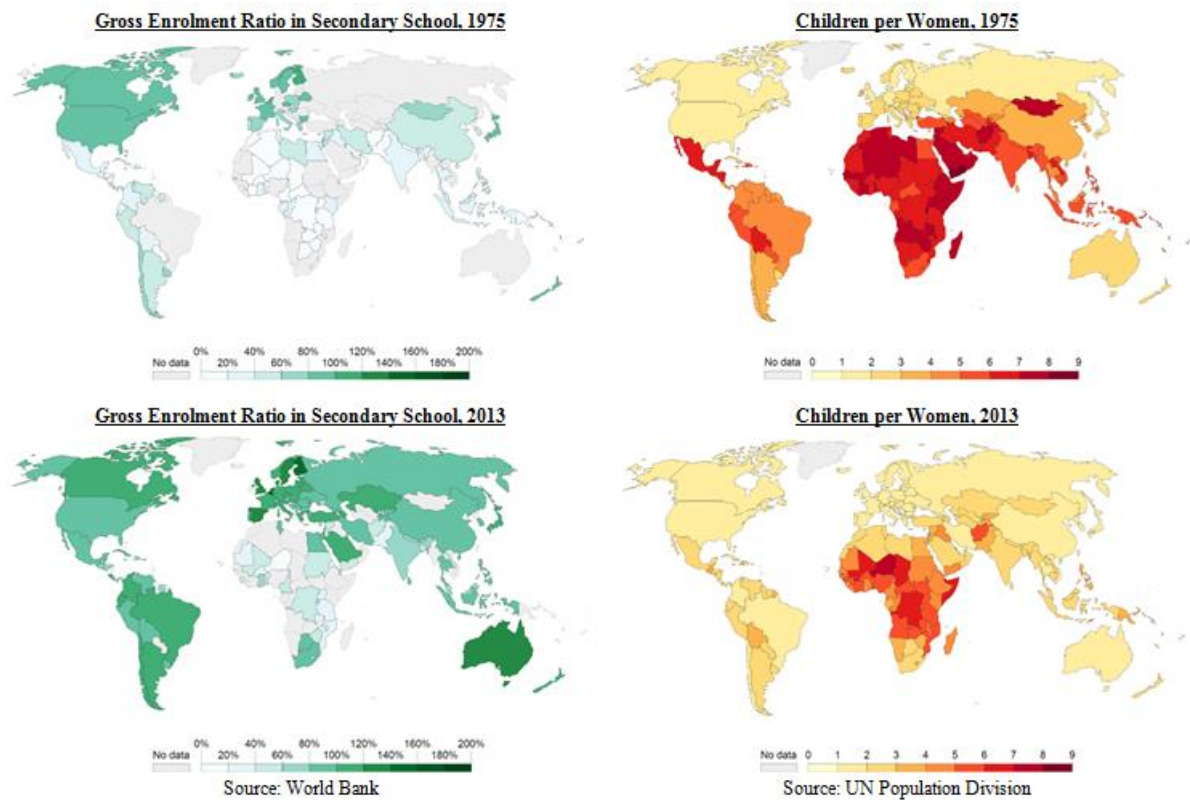 Gross Enrolment Ratio in Secondary School, 1975
No data
0% 40% 80% 120% 160% 200%
20% 60% 100% 140% 180%
Children per Women, 1975
No data 0 1 2 3 4 5 6 7 8 9
Gross Enrolment Ratio in Secondary School, 2013
No data
0% 40% 80% 120% 160% 200%
20% 60% 100% 140% 180%
Source: World Bank
Children per Women, 2013
No data 0 1 2 3 4 5 6 7 8 9
Source: UN Population Division